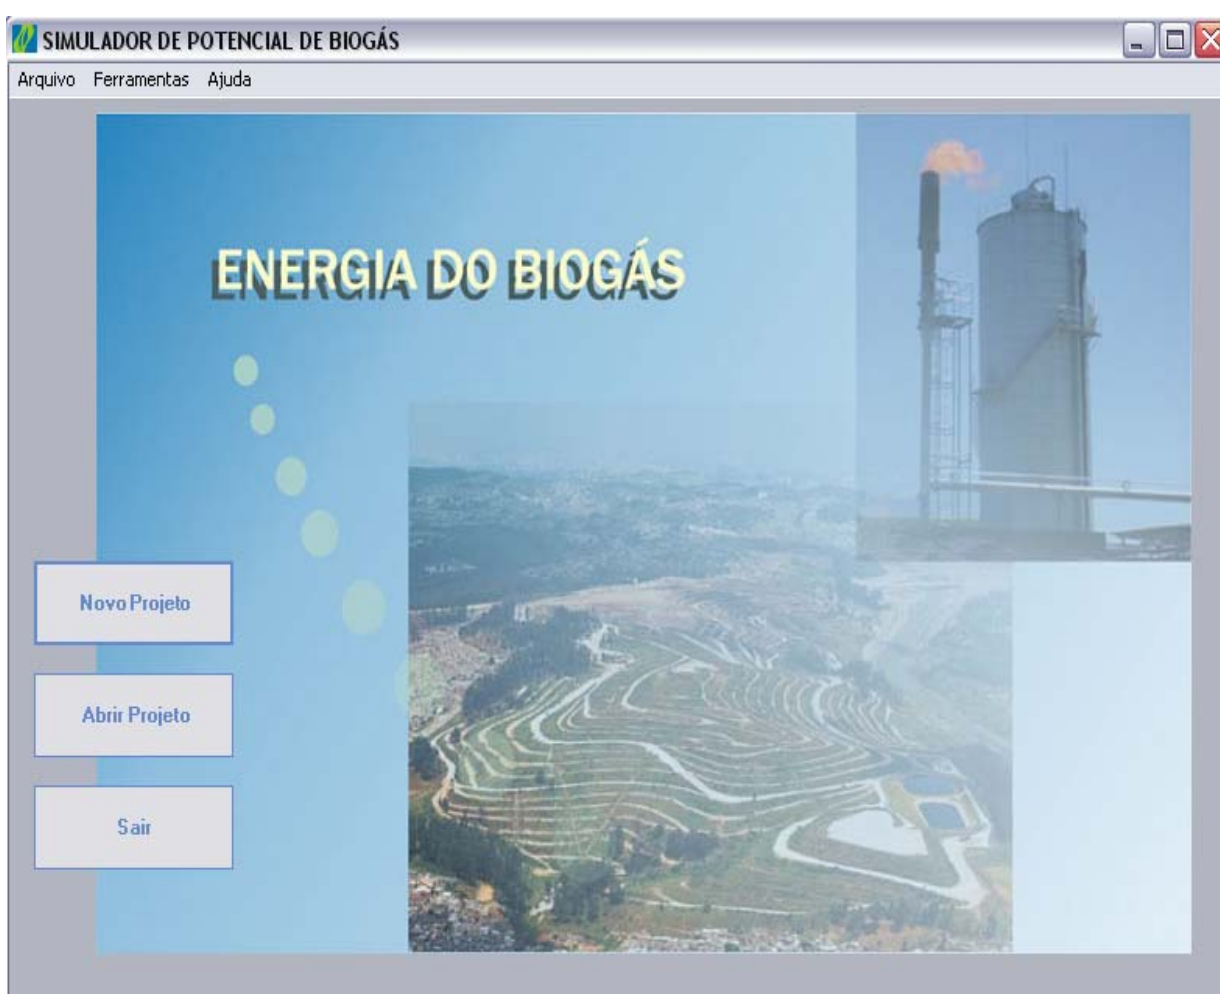 SIMULADOR DE POTENCIAL DE BIOGÁS
Arquivo Ferramentas Ajuda
ENERGIA DO BIOGÁS
Novo Projeto
Abrir Projeto
Sair